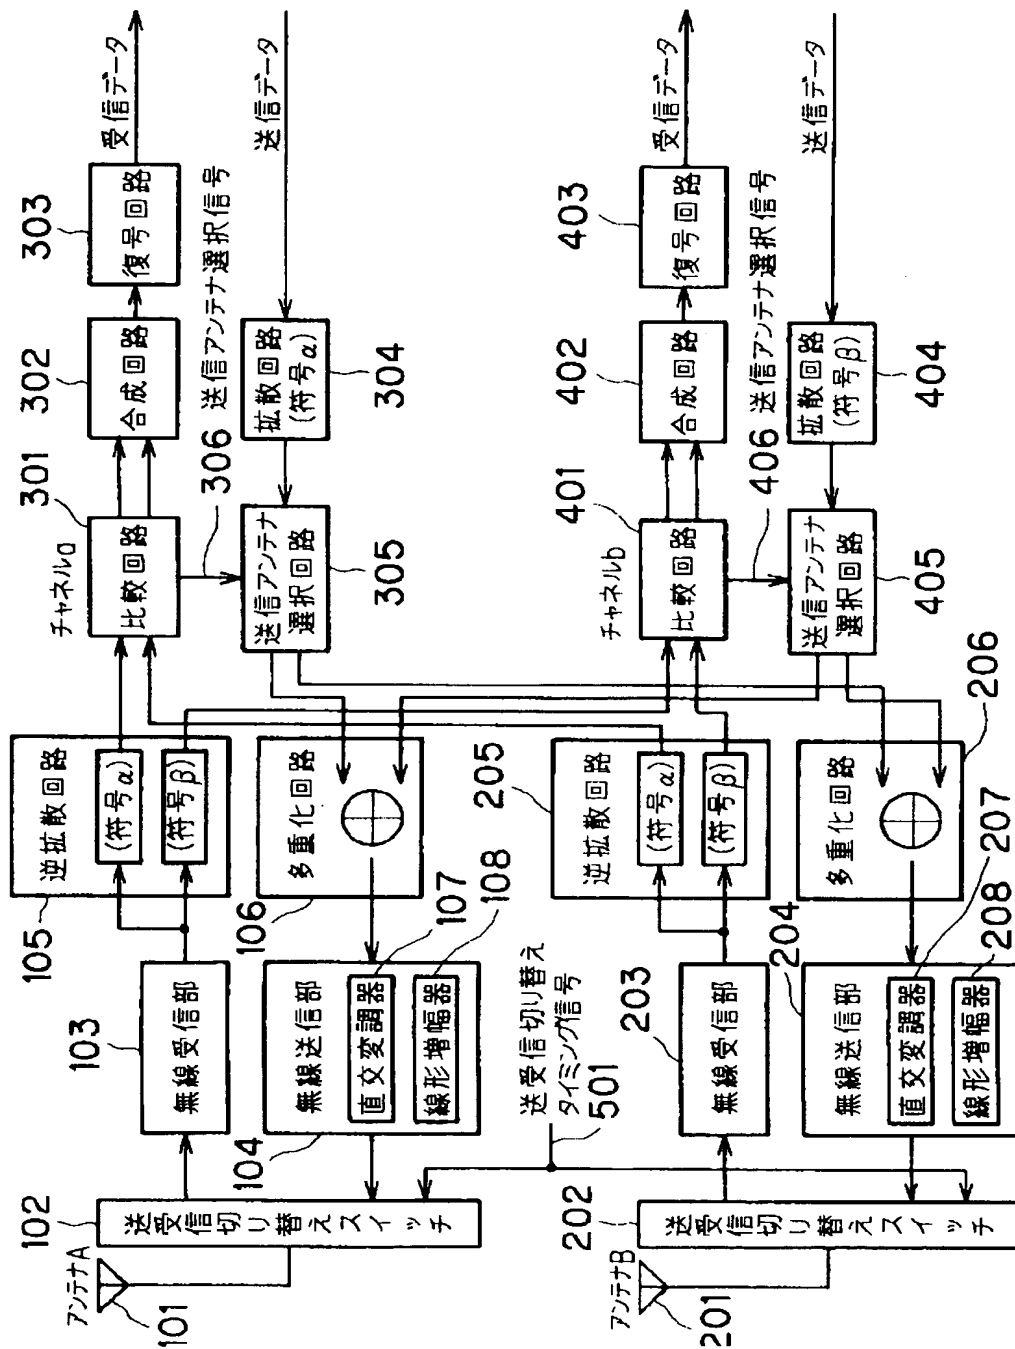 アンテナA
101
102
送受信切り替えスイッチ
103
無線受信部
104
無線送信部
直交変調器
線形増幅器
107
108
105
逆拡散回路
(符号α)
(符号β)
106
多重化回路
チャネルa
301
比較回路
302
合成回路
303
復号回路
受信データ
306 送信アンテナ選択信号
305
送信アンテナ
選択回路
304
拡散回路
(符号α)
送信データ
送受信切り替え
タイミング信号
501
アンテナB
201
202
送受信切り替えスイッチ
203
無線受信部
204
無線送信部
直交変調器
線形増幅器
207
208
205
逆拡散回路
(符号α)
(符号β)
206
多重化回路
チャネルb
401
比較回路
402
合成回路
403
復号回路
受信データ
406 送信アンテナ選択信号
405
送信アンテナ
選択回路
404
拡散回路
(符号β)
送信データ